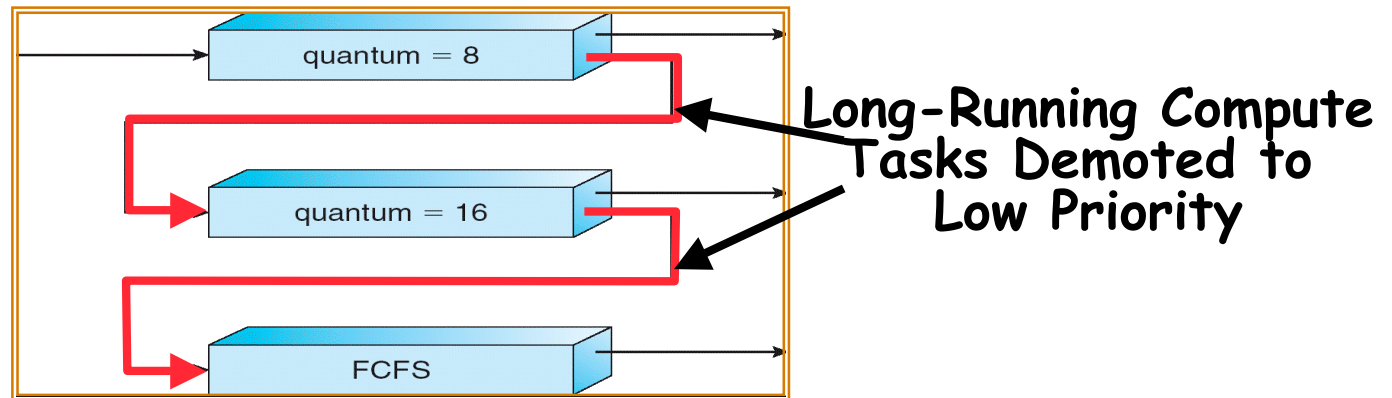 quantum = 8
Long-Running Compute
Tasks Demoted to
Low Priority
quantum = 16
FCFS